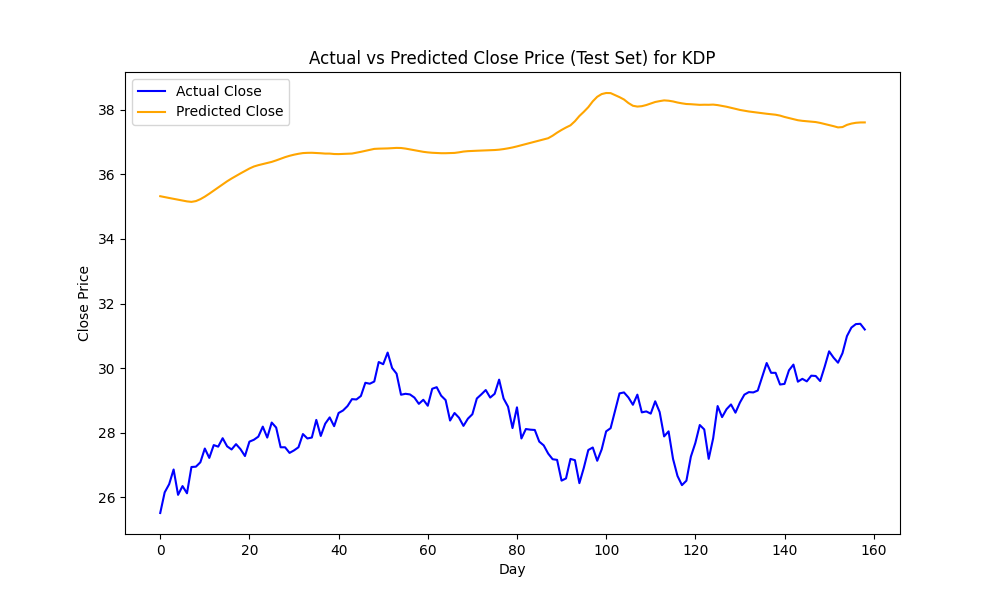 Actual vs Predicted Close Price (Test Set) for KDP
Actual Close
Predicted Close
38
36
34
32
30
28
26
Close Price
0 20 40 60 80 100 120 140 160
Day